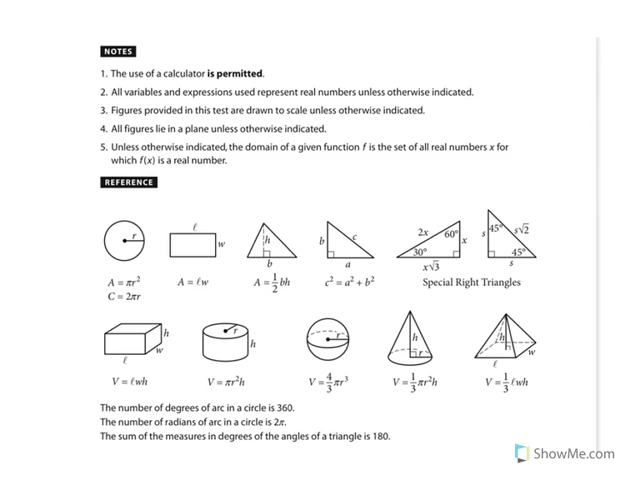 NOTES
1. The use of a calculator is permitted.
2. All variables and expressions used represent real numbers unless otherwise indicated.
3. Figures provided in this test are drawn to scale unless otherwise indicated.
4. All figures lie in a plane unless otherwise indicated.
5. Unless otherwise indicated, the domain of a given function f is the set of all real numbers x for
which f(x) is a real number.
REFERENCE
r
ℓ
w
h
b
b
c
a
2x
60°
x
30°
x√3
45°
s
s√2
45°
s
A = πr²
C = 2πr
A = ℓw
A = 1/2 bh
c² = a² + b²
Special Right Triangles
h
w
ℓ
r
h
r
h
r
h
w
ℓ
V = ℓwh
V = πr²h
V = 4/3 πr³
V = 1/3 πr²h
V = 1/3 ℓwh
The number of degrees of arc in a circle is 360.
The number of radians of arc in a circle is 2π.
The sum of the measures in degrees of the angles of a triangle is 180.
ShowMe.com